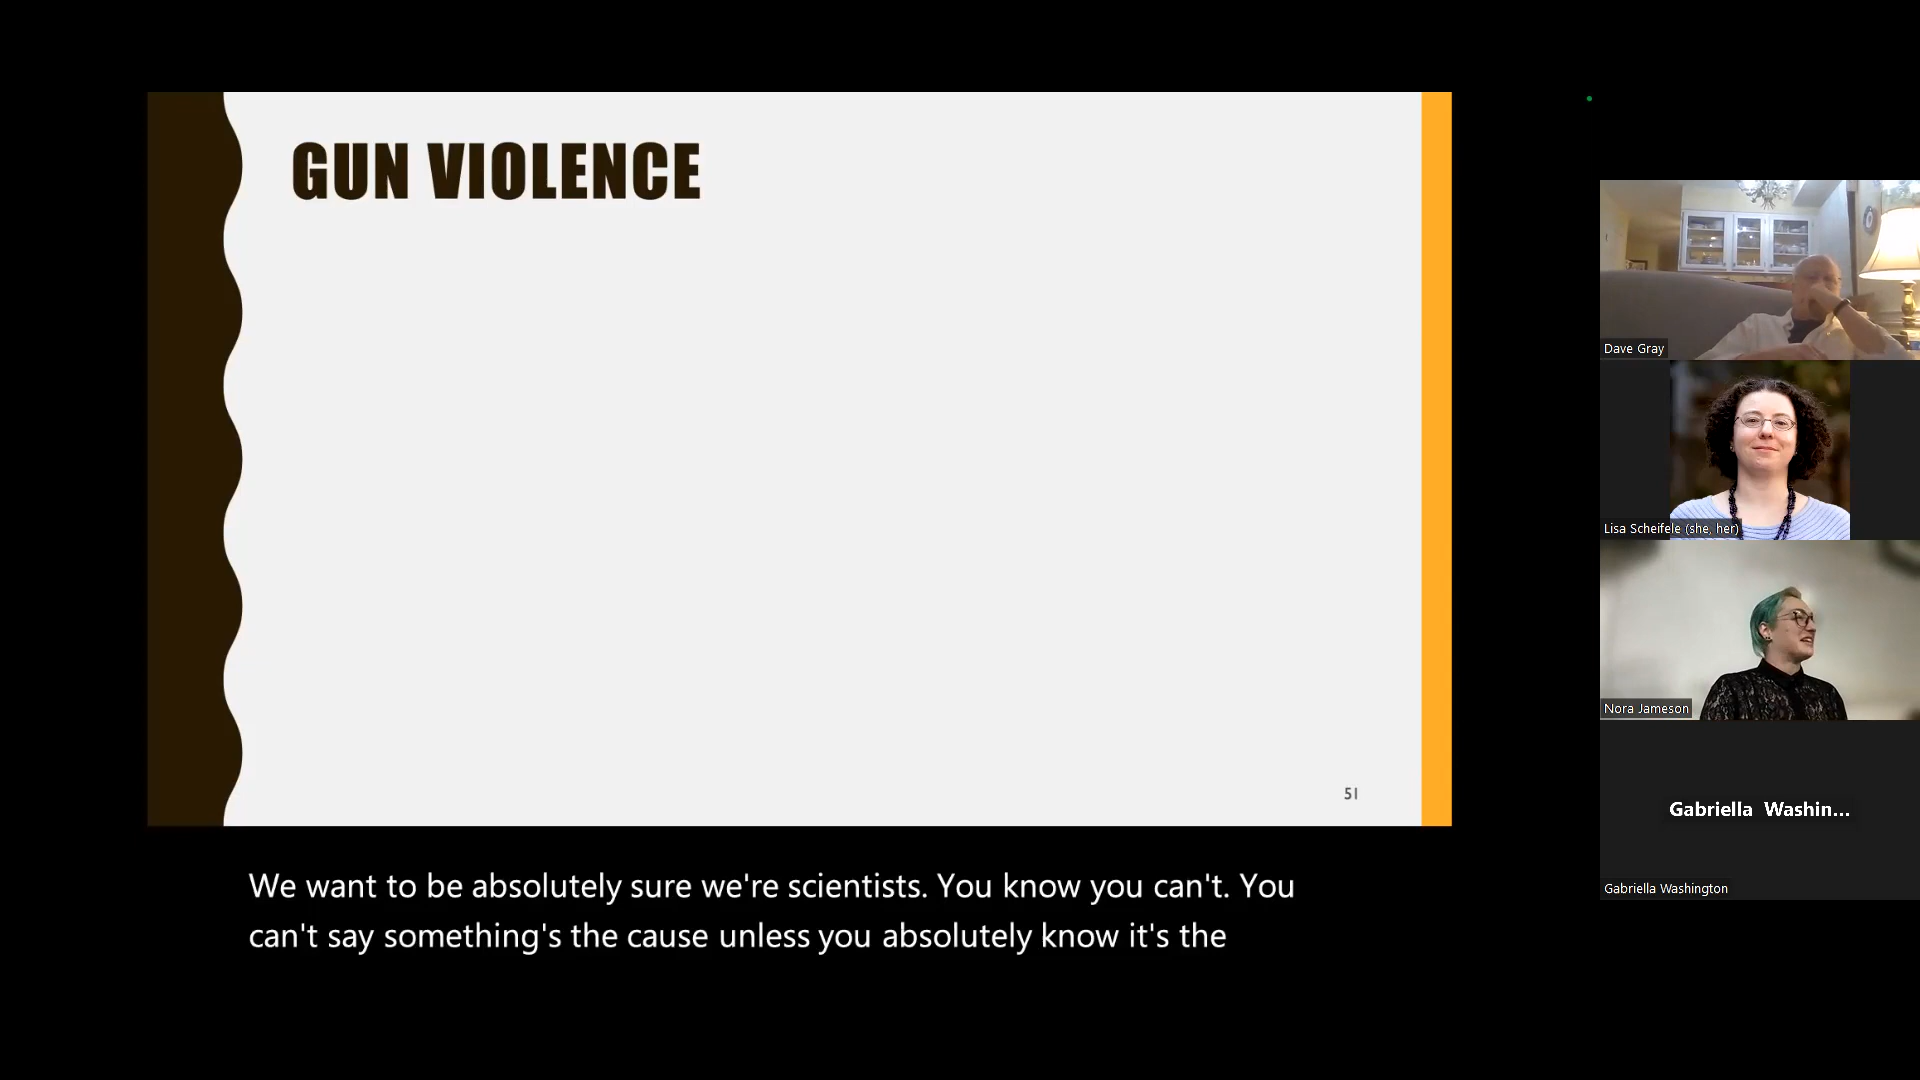 GUN VIOLENCE
51
We want to be absolutely sure we're scientists. You know you can't. You
can't say something's the cause unless you absolutely know it's the
Dave Gray
Lisa Scheifele (she, her)
Nora Jameson
Gabriella Washin...
Gabriella Washington